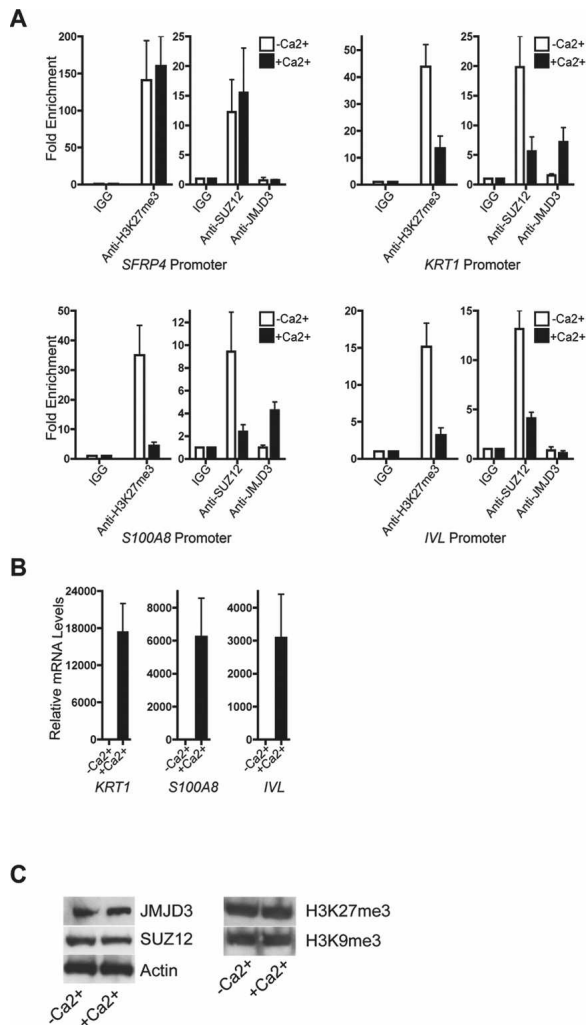 A
Fold Enrichment
200
150
100
50
0
25
20
15
10
5
0
-Ca2+
+Ca2+
IGG
Anti-H3K27me3
IGG
Anti-SUZ12
Anti-JMJD3
SFRP4 Promoter
50
40
30
20
10
0
25
20
15
10
5
0
-Ca2+
+Ca2+
IGG
Anti-H3K27me3
IGG
Anti-SUZ12
Anti-JMJD3
KRT1 Promoter
Fold Enrichment
50
40
30
20
10
0
12
10
8
6
4
2
0
-Ca2+
+Ca2+
IGG
Anti-H3K27me3
IGG
Anti-SUZ12
Anti-JMJD3
S100A8 Promoter
20
15
10
5
0
15
10
5
0
-Ca2+
+Ca2+
IGG
Anti-H3K27me3
IGG
Anti-SUZ12
Anti-JMJD3
IVL Promoter
B
Relative mRNA Levels
24000
18000
12000
6000
0
-Ca2+
+Ca2+
KRT1
8000
6000
4000
2000
0
-Ca2+
+Ca2+
S100A8
4000
3000
2000
1000
0
-Ca2+
+Ca2+
IVL
C
JMJD3
SUZ12
Actin
-Ca2+
+Ca2+
H3K27me3
H3K9me3
-Ca2+
+Ca2+